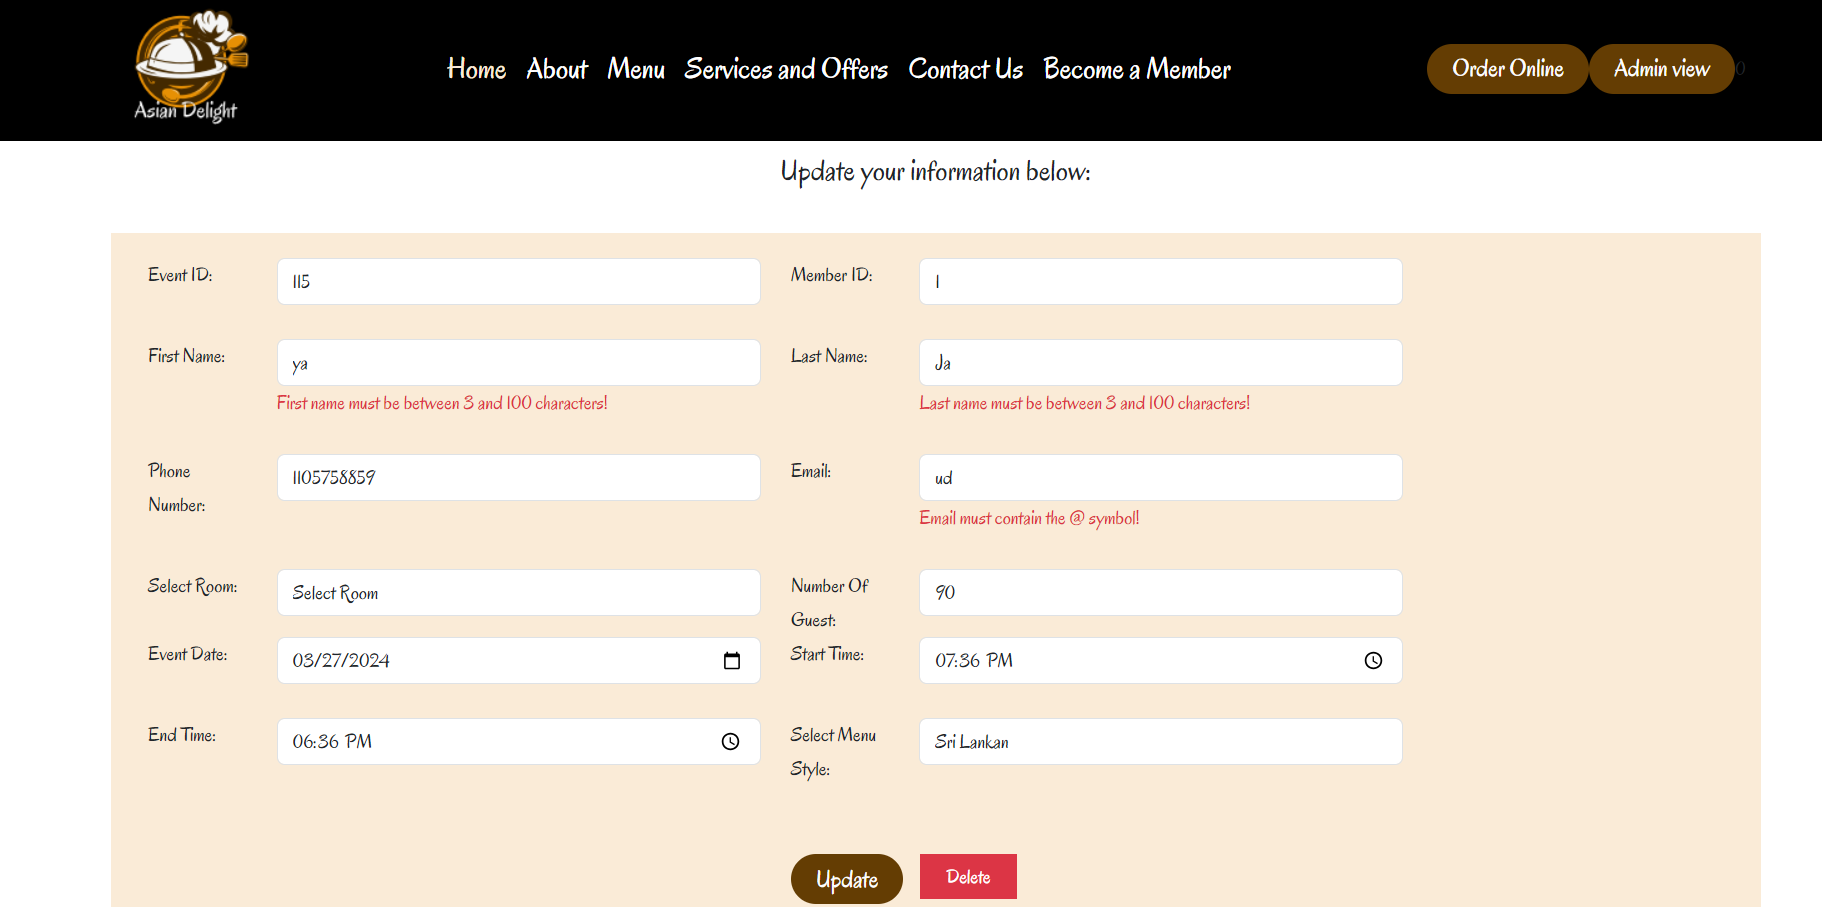 Asian Delight
Home About Menu Services and Offers Contact Us Become a Member
Order Online Admin view 0
Update your information below:
Event ID: 115 Member ID: 1
First Name: ya Last Name: Ja
First name must be between 3 and 100 characters! Last name must be between 3 and 100 characters!
Phone Number: 1105758859 Email: ud
Email must contain the @ symbol!
Select Room: Select Room Number Of Guest: 90
Event Date: 03/27/2024 Start Time: 07:36 PM
End Time: 06:36 PM Select Menu Style: Sri Lankan
Update Delete